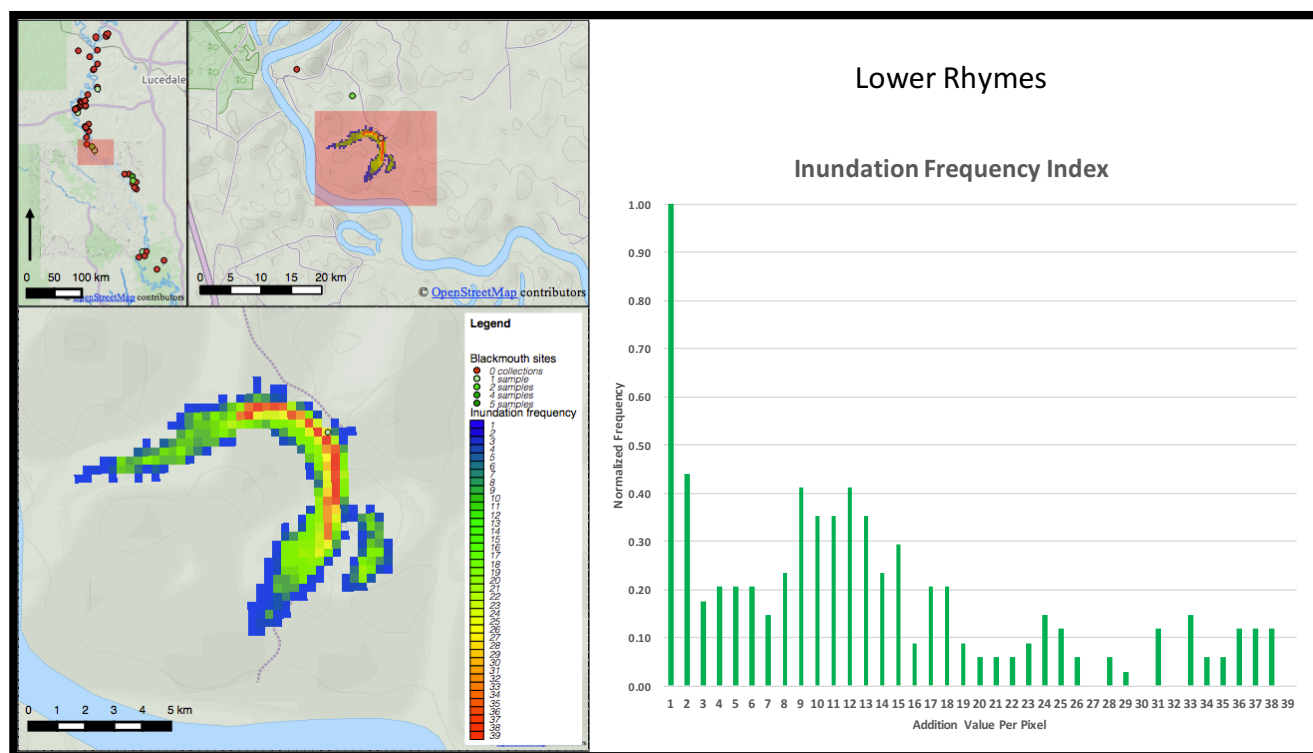 Lucedale
0 50 100 km
© OpenStreetMap contributors
0 5 10 15 20 km
© OpenStreetMap contributors
Legend
Blackmouth sites
0 collections
1 sample
2 samples
4 samples
5 samples
Inundation frequency
1
2
3
4
5
6
7
8
9
10
11
12
13
14
15
16
17
18
19
20
21
22
23
24
25
26
27
28
29
30
31
32
33
34
35
36
37
38
39
0 1 2 3 4 5 km
Lower Rhymes
Inundation Frequency Index
Normalized Frequency
1.00
0.90
0.80
0.70
0.60
0.50
0.40
0.30
0.20
0.10
0.00
1 2 3 4 5 6 7 8 9 10 11 12 13 14 15 16 17 18 19 20 21 22 23 24 25 26 27 28 29 30 31 32 33 34 35 36 37 38 39
Addition Value Per Pixel